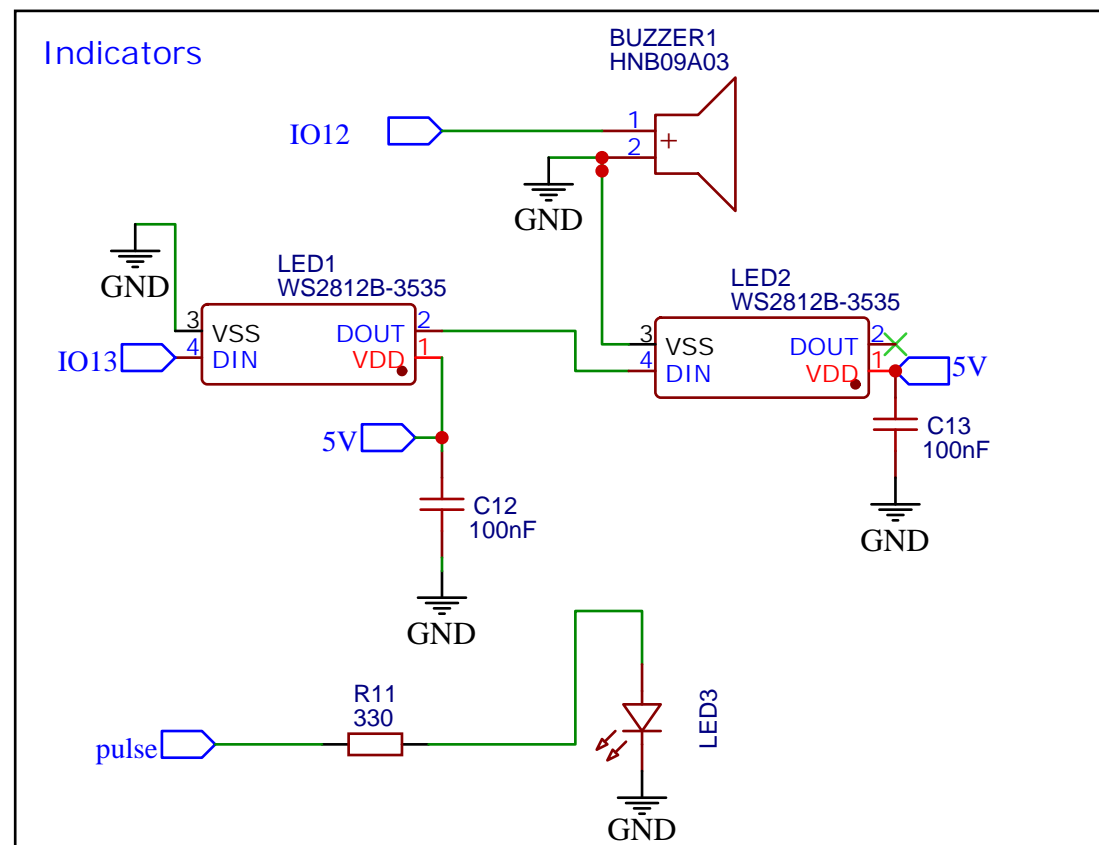 Indicators
BUZZER1
HNB09A03
IO12
1
+
2
GND
GND
LED1
WS2812B-3535
3
VSS
DOUT
2
IO13
4
DIN
VDD
1
LED2
WS2812B-3535
3
VSS
DOUT
2
4
DIN
VDD
1
5V
5V
C13
100nF
C12
100nF
GND
GND
R11
330
LED3
pulse
GND